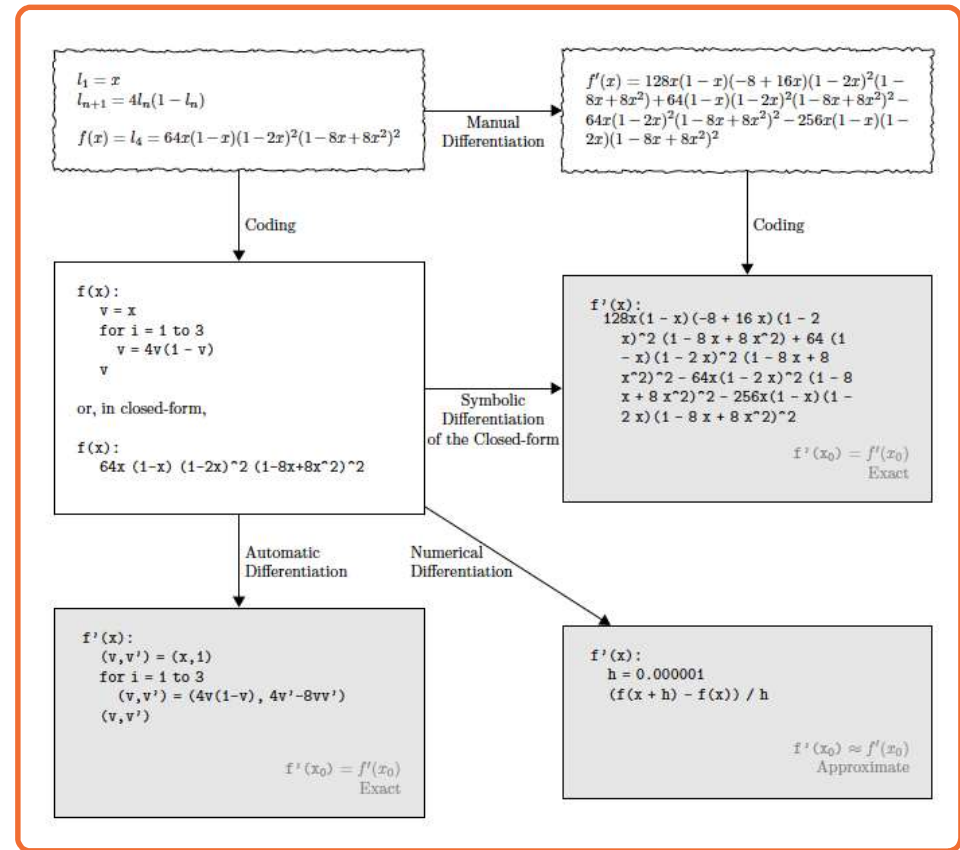 l₁ = x
lₙ₊₁ = 4lₙ(1 − lₙ)
f(x) = l₄ = 64x(1−x)(1−2x)²(1−8x+8x²)²
Manual
Differentiation
f′(x) = 128x(1 − x)(−8 + 16x)(1 − 2x)²(1 −
8x+8x²)+64(1−x)(1−2x)²(1−8x+8x²)²−
64x(1 − 2x)²(1 − 8x + 8x²)² − 256x(1 − x)(1 −
2x)(1 − 8x + 8x²)²
Coding
Coding
f(x):
v = x
for i = 1 to 3
v = 4v(1 - v)
v
or, in closed-form,
f(x):
64x (1-x) (1-2x)^2 (1-8x+8x^2)^2
Symbolic
Differentiation
of the Closed-form
f'(x):
128x(1 - x)(-8 + 16 x)(1 - 2
x)^2 (1 - 8 x + 8 x^2) + 64 (1
- x)(1 - 2 x)^2 (1 - 8 x + 8
x^2)^2 - 64x(1 - 2 x)^2 (1 - 8
x + 8 x^2)^2 - 256x(1 - x)(1 -
2 x)(1 - 8 x + 8 x^2)^2
f'(x₀) = f′(x₀)
Exact
Automatic
Differentiation
Numerical
Differentiation
f'(x):
(v,v') = (x,1)
for i = 1 to 3
(v,v') = (4v(1-v), 4v'-8vv')
(v,v')
f'(x₀) = f′(x₀)
Exact
f'(x):
h = 0.000001
(f(x + h) - f(x)) / h
f'(x₀) ≈ f′(x₀)
Approximate